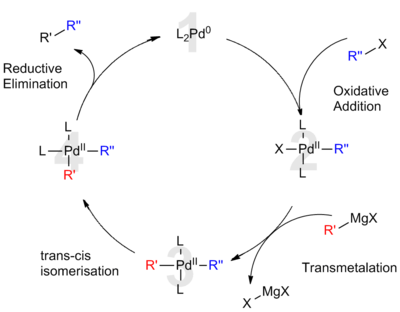 1
L₂Pd⁰
R'
R''
R''
X
Reductive
Elimination
Oxidative
Addition
L
X
2
Pdᴵᴵ
R''
L
L
L
4
Pdᴵᴵ
R''
R'
MgX
R'
trans-cis
isomerisation
L
R'
3
Pdᴵᴵ
R''
L
Transmetalation
X
MgX